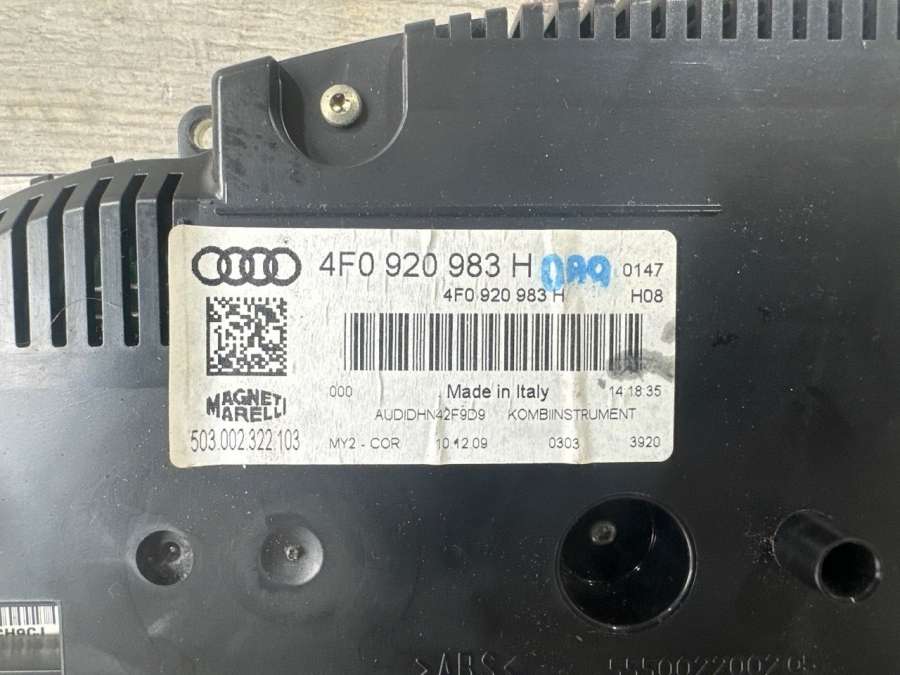 4F0 920 983 H 0147
4F0 920 983 H H08
MAGNETI
MARELLI
503.002.322.103
000 Made in Italy 14 18:35
AUDIDHN42F9D9 KOMBIINSTRUMENT
MY2 - COR 10.12.09 0303 3920
>ABS<